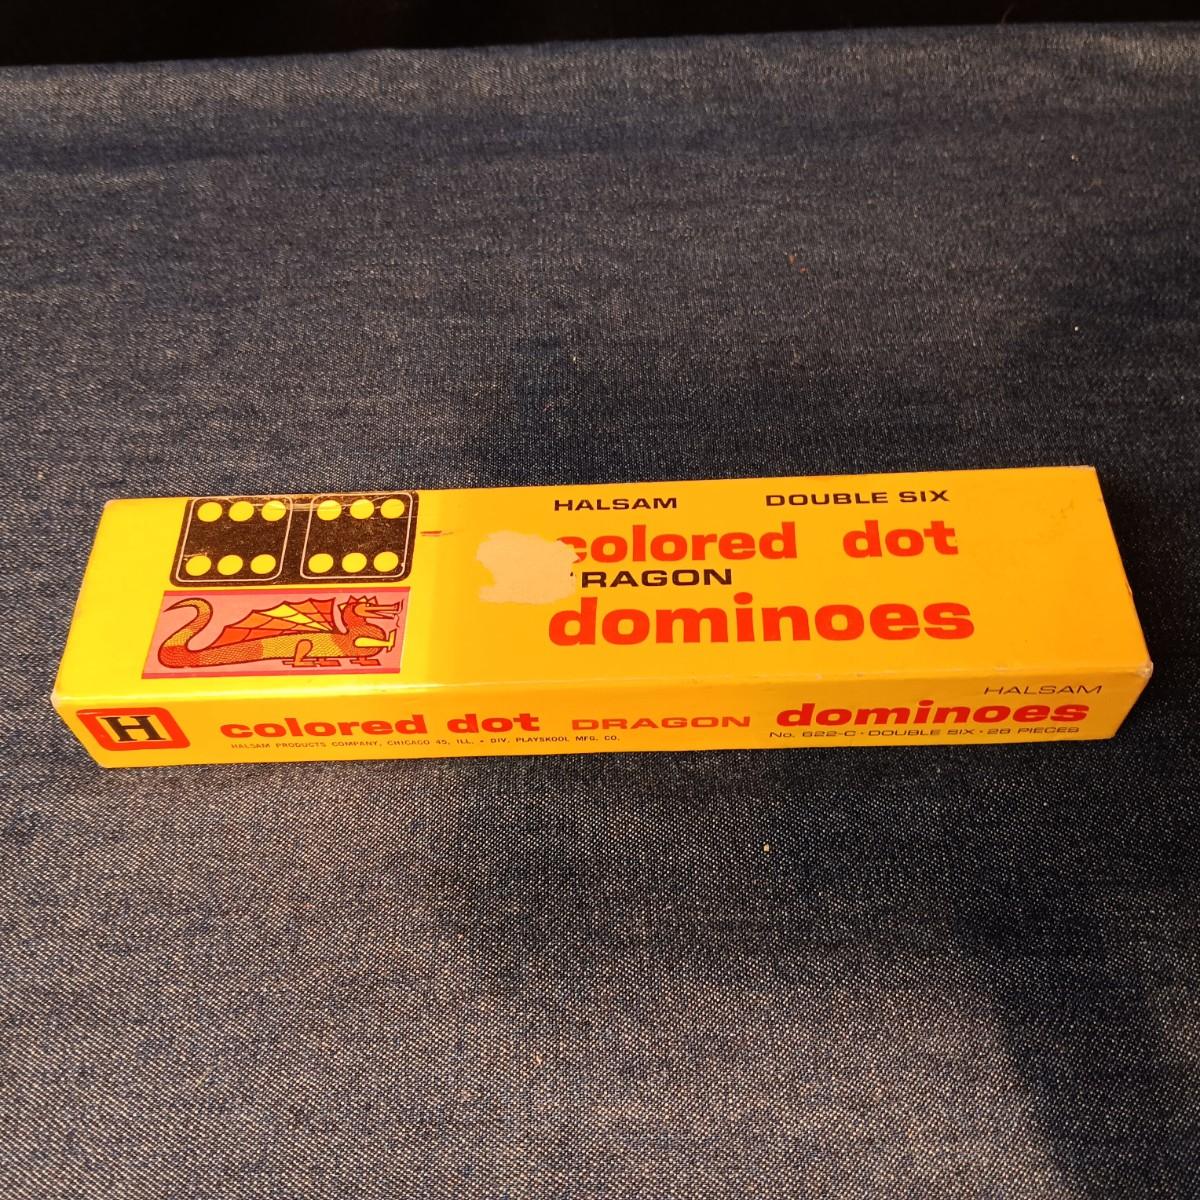 HALSAM DOUBLE SIX
colored dot
DRAGON
dominoes
HALSAM
H colored dot DRAGON dominoes
HALSAM PRODUCTS COMPANY, CHICAGO 45, ILL. • DIV. PLAYSKOOL MFG. CO.
No. 622-C • DOUBLE SIX • 28 PIECES